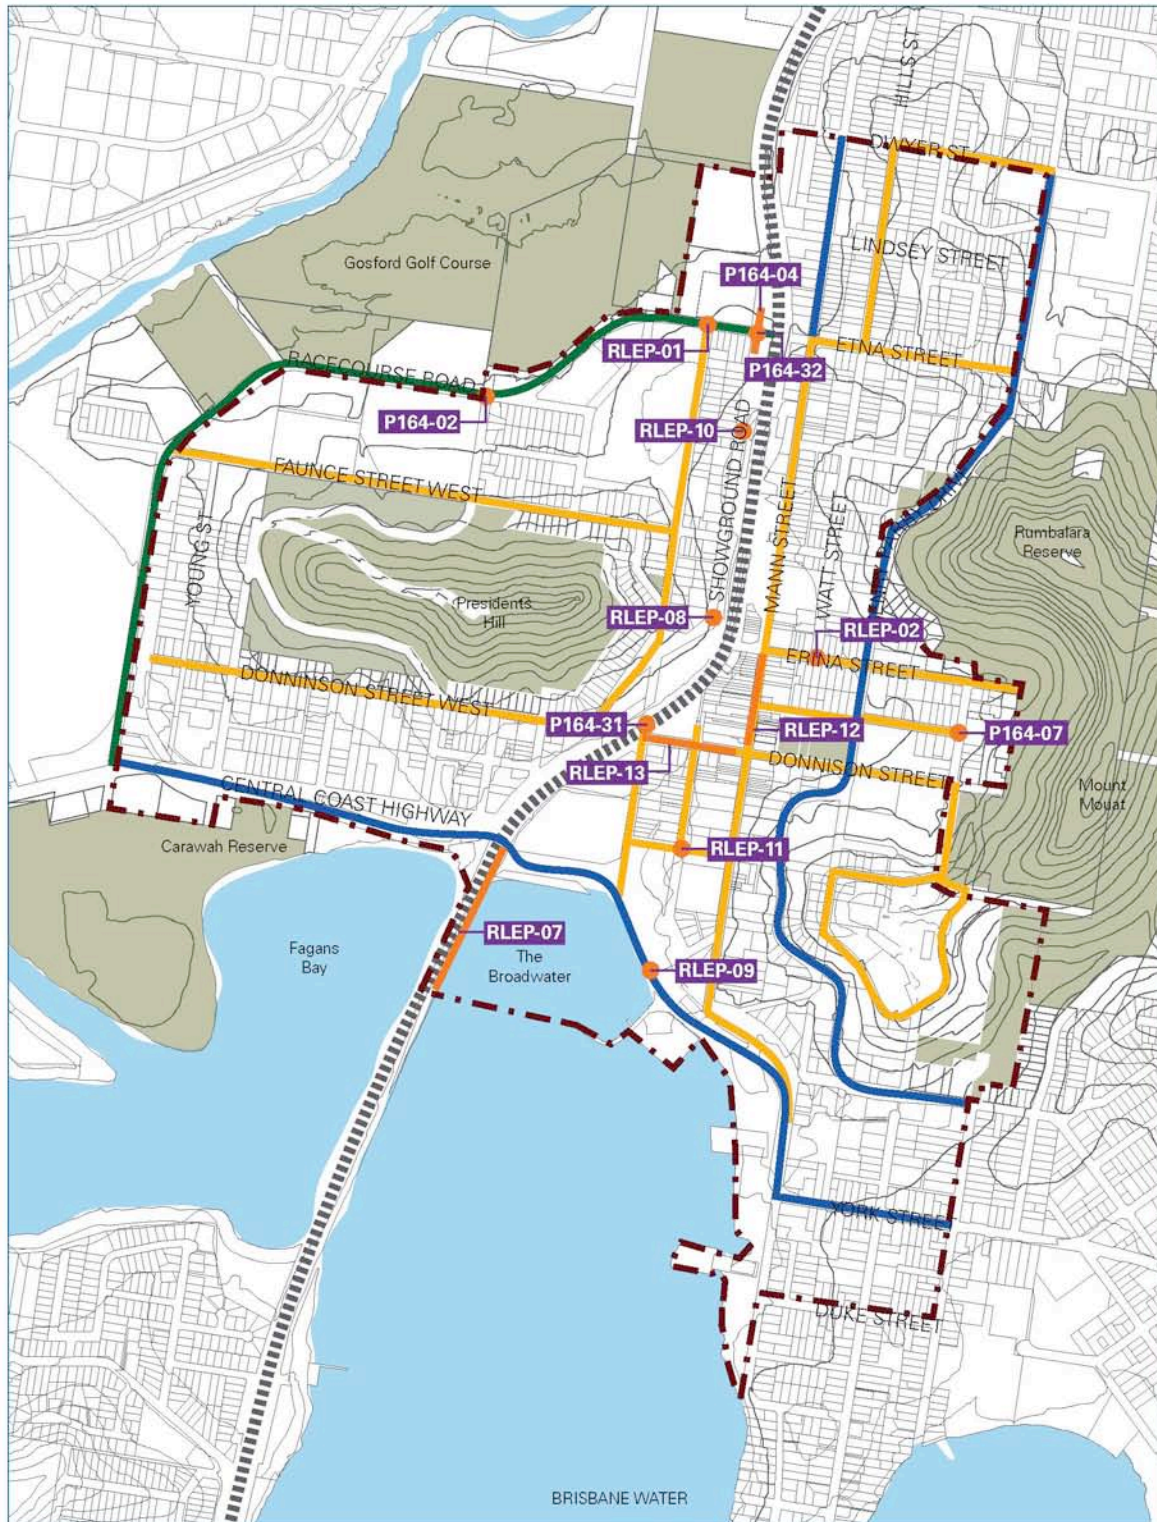 HILLS ST
DWYER ST
LINDSEY STREET
Gosford Golf Course
P164-04
RLEP-01
ETNA STREET
RACECOURSE ROAD
P164-32
P164-02
RLEP-10
SHOWGROUND ROAD
FAUNCE STREET WEST
MANN STREET
WATT STREET
YOUNG ST
Rumbalara
Reserve
Presidents
Hill
RLEP-08
RLEP-02
ERINA STREET
DONNINSON STREET WEST
P164-31
RLEP-12
P164-07
RLEP-13
DONNISON STREET
CENTRAL COAST HIGHWAY
Mount
Mouat
Carawah Reserve
RLEP-11
Fagans
Bay
RLEP-07
The
Broadwater
RLEP-09
YORK STREET
DUKE STREET
BRISBANE WATER